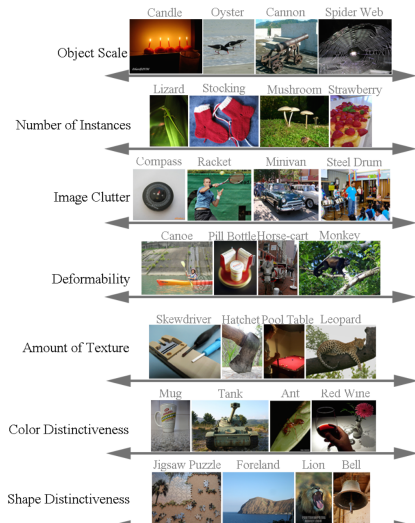 Candle Oyster Cannon Spider Web
Object Scale
Lizard Stocking Mushroom Strawberry
Number of Instances
Compass Racket Minivan Steel Drum
Image Clutter
Canoe Pill Bottle Horse-cart Monkey
Deformability
Skewdriver Hatchet Pool Table Leopard
Amount of Texture
Mug Tank Ant Red Wine
Color Distinctiveness
Jigsaw Puzzle Foreland Lion Bell
Shape Distinctiveness